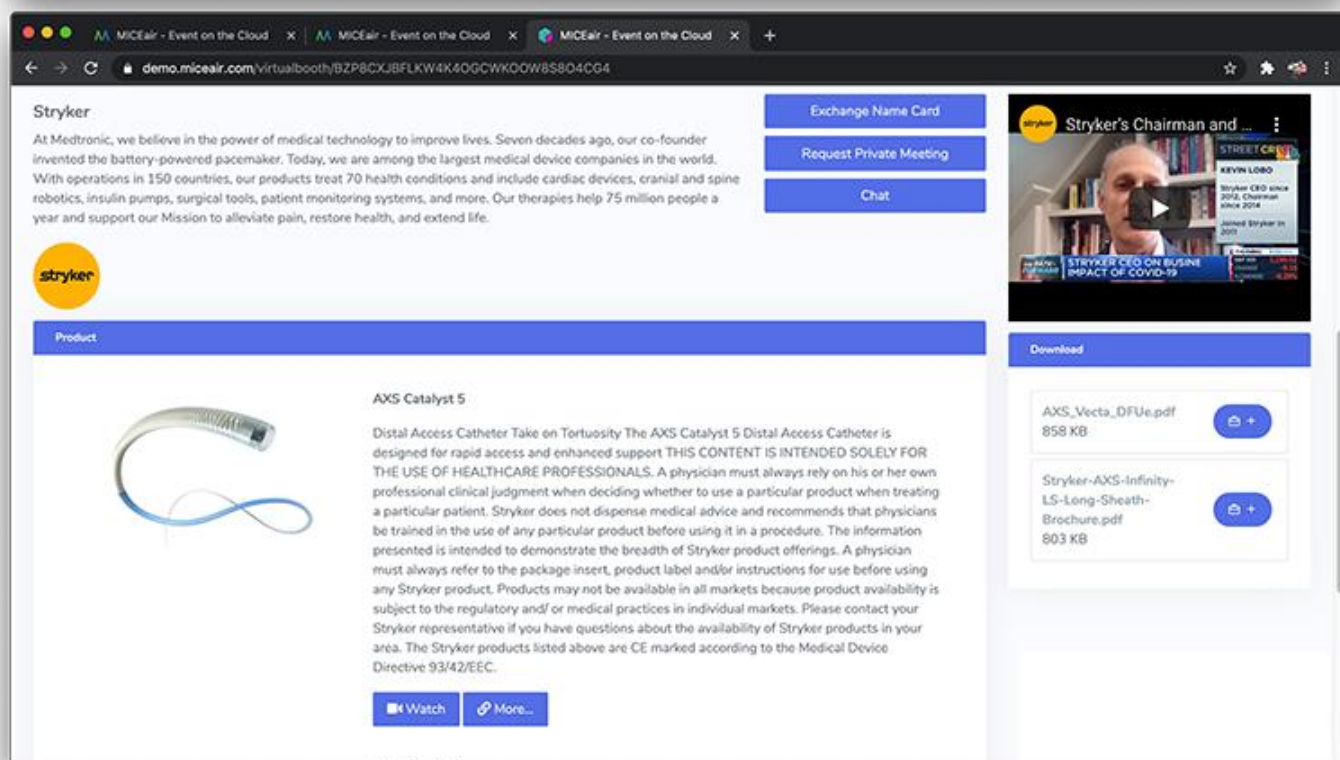 MICEair - Event on the Cloud
MICEair - Event on the Cloud
MICEair - Event on the Cloud
demo.miceair.com/virtualbooth/BZP8CXJBFLKW4K4OGCWKOOW8S8O4CG4
Stryker
At Medtronic, we believe in the power of medical technology to improve lives. Seven decades ago, our co-founder
invented the battery-powered pacemaker. Today, we are among the largest medical device companies in the world.
With operations in 150 countries, our products treat 70 health conditions and include cardiac devices, cranial and spine
robotics, insulin pumps, surgical tools, patient monitoring systems, and more. Our therapies help 75 million people a
year and support our Mission to alleviate pain, restore health, and extend life.
Exchange Name Card
Request Private Meeting
Chat
stryker
stryker
Stryker's Chairman and ...
STREET
KEVIN LOBO
Stryker CEO since
2012, Chairman
since 2014
Joined Stryker in
2011
STRYKER CEO ON BUSINE
IMPACT OF COVID-19
Product
AXS Catalyst 5
Distal Access Catheter Take on Tortuosity The AXS Catalyst 5 Distal Access Catheter is
designed for rapid access and enhanced support THIS CONTENT IS INTENDED SOLELY FOR
THE USE OF HEALTHCARE PROFESSIONALS. A physician must always rely on his or her own
professional clinical judgment when deciding whether to use a particular product when treating
a particular patient. Stryker does not dispense medical advice and recommends that physicians
be trained in the use of any particular product before using it in a procedure. The information
presented is intended to demonstrate the breadth of Stryker product offerings. A physician
must always refer to the package insert, product label and/or instructions for use before using
any Stryker product. Products may not be available in all markets because product availability is
subject to the regulatory and/ or medical practices in individual markets. Please contact your
Stryker representative if you have questions about the availability of Stryker products in your
area. The Stryker products listed above are CE marked according to the Medical Device
Directive 93/42/EEC.
Watch
More...
Download
AXS_Vecta_DFUe.pdf
858 KB
Stryker-AXS-Infinity-
LS-Long-Sheath-
Brochure.pdf
803 KB